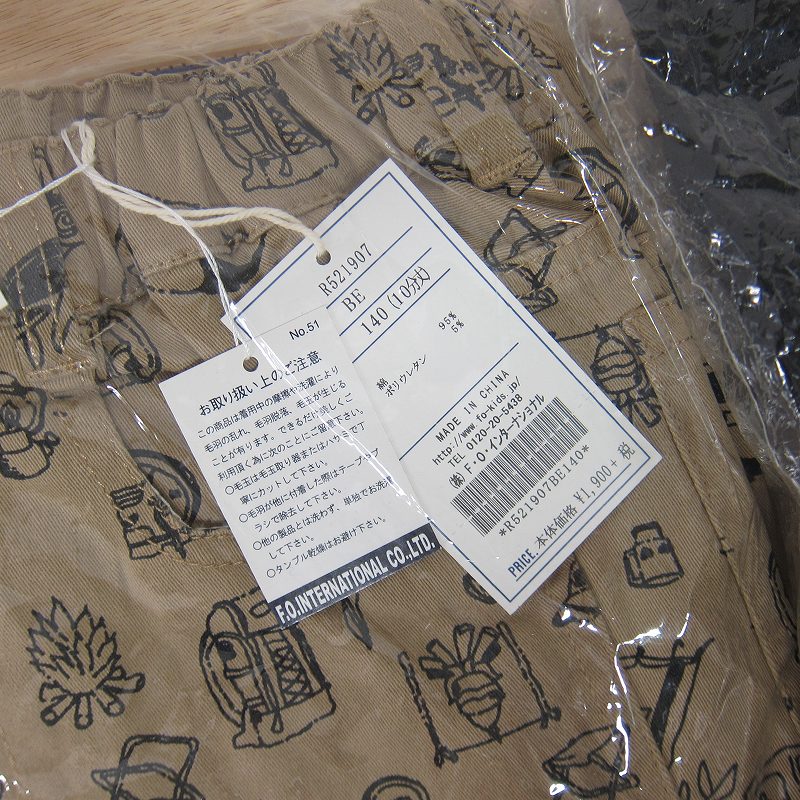 R521907
BE
140 (10分丈)
綿 95%
ポリウレタン 5%
MADE IN CHINA
http://www.fo-kids.jp/
TEL 0120-20-5438
(株) F・O・インターナショナル
*R521907BE140*
PRICE. 本体価格 ¥1,900+税
No.51
お取り扱い上のご注意
この商品は着用中の摩擦や洗濯により
毛羽の乱れ、毛羽脱落、毛玉が生じる
ことが有ります。できるだけ美しくご
利用頂く為に次のことにご留意下さい。
○毛玉は毛玉取り器またはハサミで丁
寧にカットして下さい。
○毛羽が他に付着した際はテープやブ
ラシで除去して下さい。
○他の製品とは洗わず、単独でお洗濯
して下さい。
○タンブル乾燥はお避け下さい。
F.O.INTERNATIONAL CO.,LTD.